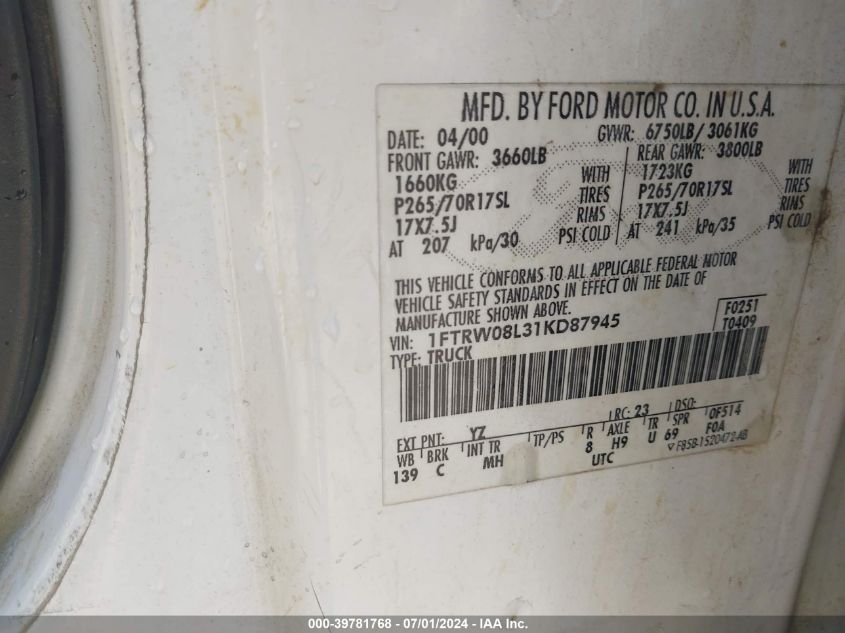 MFD. BY FORD MOTOR CO. IN U.S.A.
DATE: 04/00 GVWR: 6750LB/ 3061KG
FRONT GAWR: 3660LB REAR GAWR: 3800LB
1660KG WITH 1723KG WITH
P265/70R17SL TIRES P265/70R17SL TIRES
17X7.5J RIMS 17X7.5J RIMS
AT 207 kPa/30 PSI COLD AT 241 kPa/35 PSI COLD
THIS VEHICLE CONFORMS TO ALL APPLICABLE FEDERAL MOTOR
VEHICLE SAFETY STANDARDS IN EFFECT ON THE DATE OF
MANUFACTURE SHOWN ABOVE.
VIN: 1FTRW08L31KD87945 F0251
TYPE: TRUCK T0409
EXT PNT: YZ RC: 23 DSO:
WB BRK INT TR TP/PS R AXLE TR SPR 0F514
139 C MH 8 H9 U 69 F0A
UTC ▽ F85B-1520472-AB
000-39781768 - 07/01/2024 - IAA Inc.